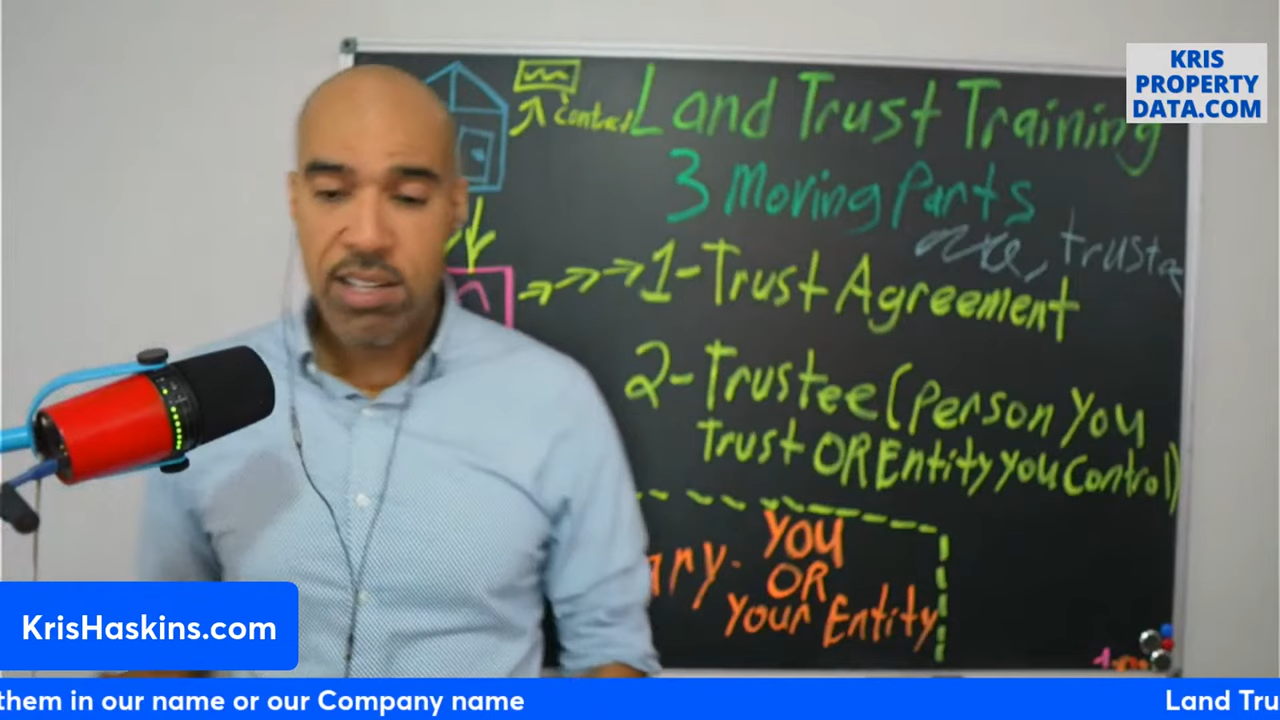 KRIS
PROPERTY
DATA.COM
contract
Land Trust Training
3 Moving Parts
1-Trust Agreement
2-Trustee (Person You
Trust OR Entity you Control)
ary. YOU
OR
Your Entity
KrisHaskins.com
them in our name or our Company name
Land Tru